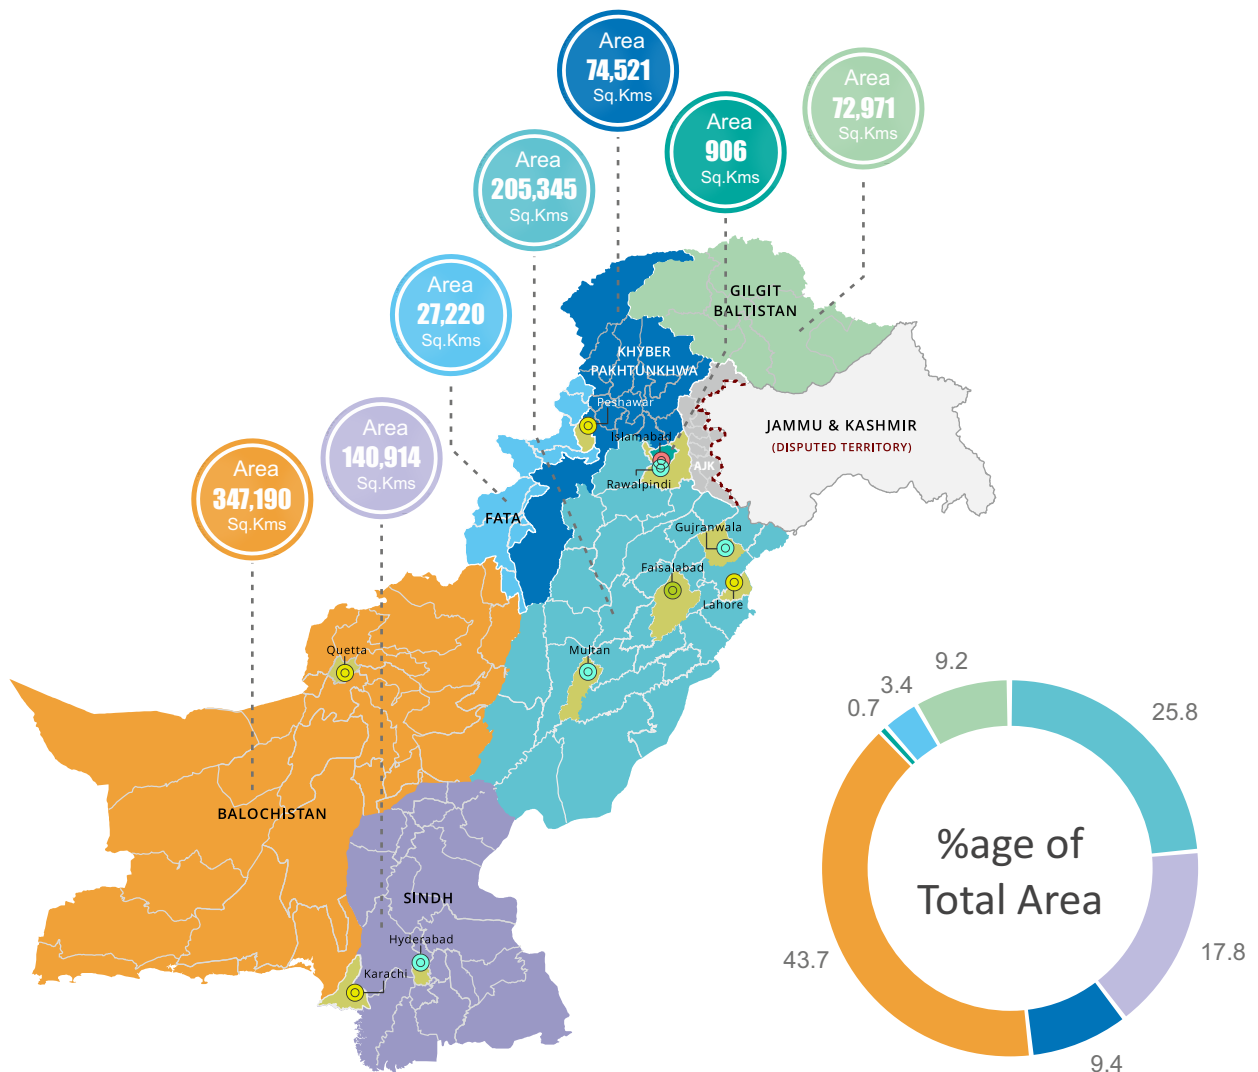 Area
74,521
Sq.Kms
Area
72,971
Sq.Kms
Area
906
Sq.Kms
Area
205,345
Sq.Kms
Area
27,220
Sq.Kms
Area
140,914
Sq.Kms
Area
347,190
Sq.Kms
GILGIT
BALTISTAN
KHYBER
PAKHTUNKHWA
Peshawar
JAMMU & KASHMIR
(DISPUTED TERRITORY)
Islamabad
AJK
Rawalpindi
FATA
Gujranwala
Faisalabad
Lahore
Quetta
Multan
BALOCHISTAN
SINDH
Hyderabad
Karachi
9.2
3.4
0.7
25.8
%age of
Total Area
43.7
17.8
9.4